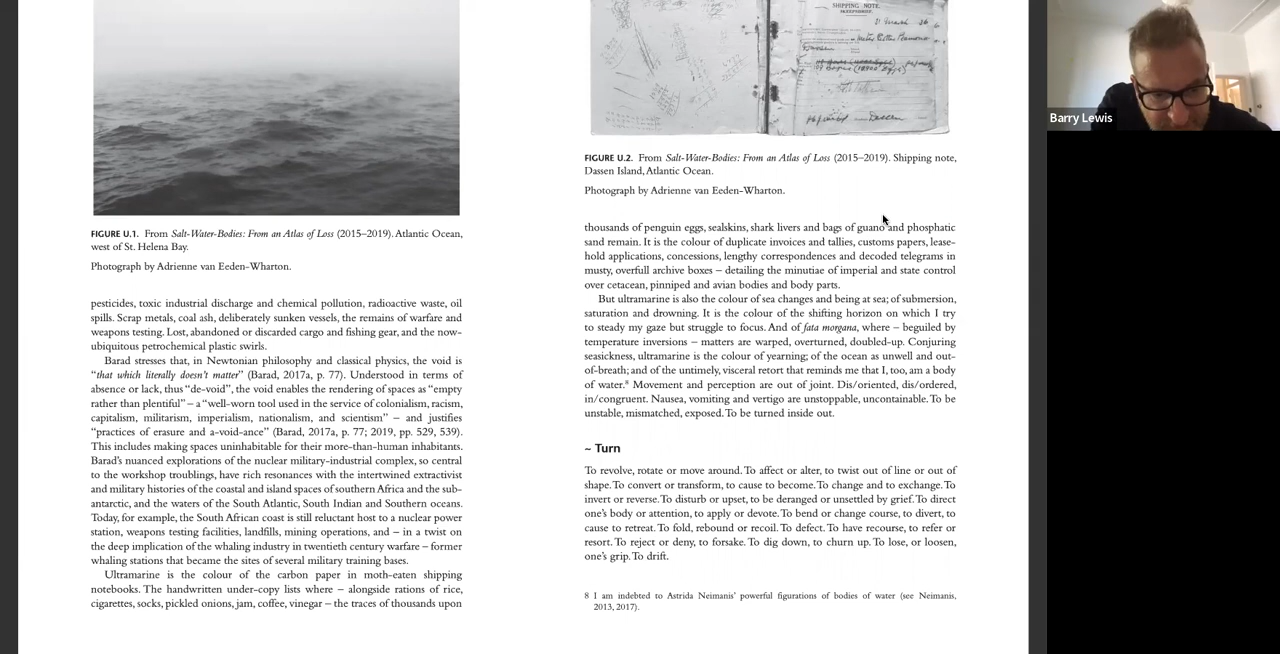 FIGURE U.1. From Salt-Water-Bodies: From an Atlas of Loss (2015–2019). Atlantic Ocean,
west of St. Helena Bay.
Photograph by Adrienne van Eeden-Wharton.
pesticides, toxic industrial discharge and chemical pollution, radioactive waste, oil
spills. Scrap metals, coal ash, deliberately sunken vessels, the remains of warfare and
weapons testing. Lost, abandoned or discarded cargo and fishing gear, and the now-
ubiquitous petrochemical plastic swirls.
Barad stresses that, in Newtonian philosophy and classical physics, the void is
“that which literally doesn’t matter” (Barad, 2017a, p. 77). Understood in terms of
absence or lack, thus “de-void”, the void enables the rendering of spaces as “empty
rather than plentiful” – a “well-worn tool used in the service of colonialism, racism,
capitalism, militarism, imperialism, nationalism, and scientism” – and justifies
“practices of erasure and a-void-ance” (Barad, 2017a, p. 77; 2019, pp. 529, 539).
This includes making spaces uninhabitable for their more-than-human inhabitants.
Barad’s nuanced explorations of the nuclear military-industrial complex, so central
to the workshop troublings, have rich resonances with the intertwined extractivist
and military histories of the coastal and island spaces of southern Africa and the sub-
antarctic, and the waters of the South Atlantic, South Indian and Southern oceans.
Today, for example, the South African coast is still reluctant host to a nuclear power
station, weapons testing facilities, landfills, mining operations, and – in a twist on
the deep implication of the whaling industry in twentieth century warfare – former
whaling stations that became the sites of several military training bases.
Ultramarine is the colour of the carbon paper in moth-eaten shipping
notebooks. The handwritten under-copy lists where – alongside rations of rice,
cigarettes, socks, pickled onions, jam, coffee, vinegar – the traces of thousands upon
SHIPPING NOTE.
Dassen
FIGURE U.2. From Salt-Water-Bodies: From an Atlas of Loss (2015–2019). Shipping note,
Dassen Island, Atlantic Ocean.
Photograph by Adrienne van Eeden-Wharton.
thousands of penguin eggs, sealskins, shark livers and bags of guano and phosphatic
sand remain. It is the colour of duplicate invoices and tallies, customs papers, lease-
hold applications, concessions, lengthy correspondences and decoded telegrams in
musty, overfull archive boxes – detailing the minutiae of imperial and state control
over cetacean, pinniped and avian bodies and body parts.
But ultramarine is also the colour of sea changes and being at sea; of submersion,
saturation and drowning. It is the colour of the shifting horizon on which I try
to steady my gaze but struggle to focus. And of fata morgana, where – beguiled by
temperature inversions – matters are warped, overturned, doubled-up. Conjuring
seasickness, ultramarine is the colour of yearning; of the ocean as unwell and out-
of-breath; and of the untimely, visceral retort that reminds me that I, too, am a body
of water.8 Movement and perception are out of joint. Dis/oriented, dis/ordered,
in/congruent. Nausea, vomiting and vertigo are unstoppable, uncontainable. To be
unstable, mismatched, exposed. To be turned inside out.
~ Turn
To revolve, rotate or move around. To affect or alter, to twist out of line or out of
shape. To convert or transform, to cause to become. To change and to exchange. To
invert or reverse. To disturb or upset, to be deranged or unsettled by grief. To direct
one’s body or attention, to apply or devote. To bend or change course, to divert, to
cause to retreat. To fold, rebound or recoil. To defect. To have recourse, to refer or
resort. To reject or deny, to forsake. To dig down, to churn up. To lose, or loosen,
one’s grip. To drift.
8 I am indebted to Astrida Neimanis’ powerful figurations of bodies of water (see Neimanis,
2013, 2017).
Barry Lewis